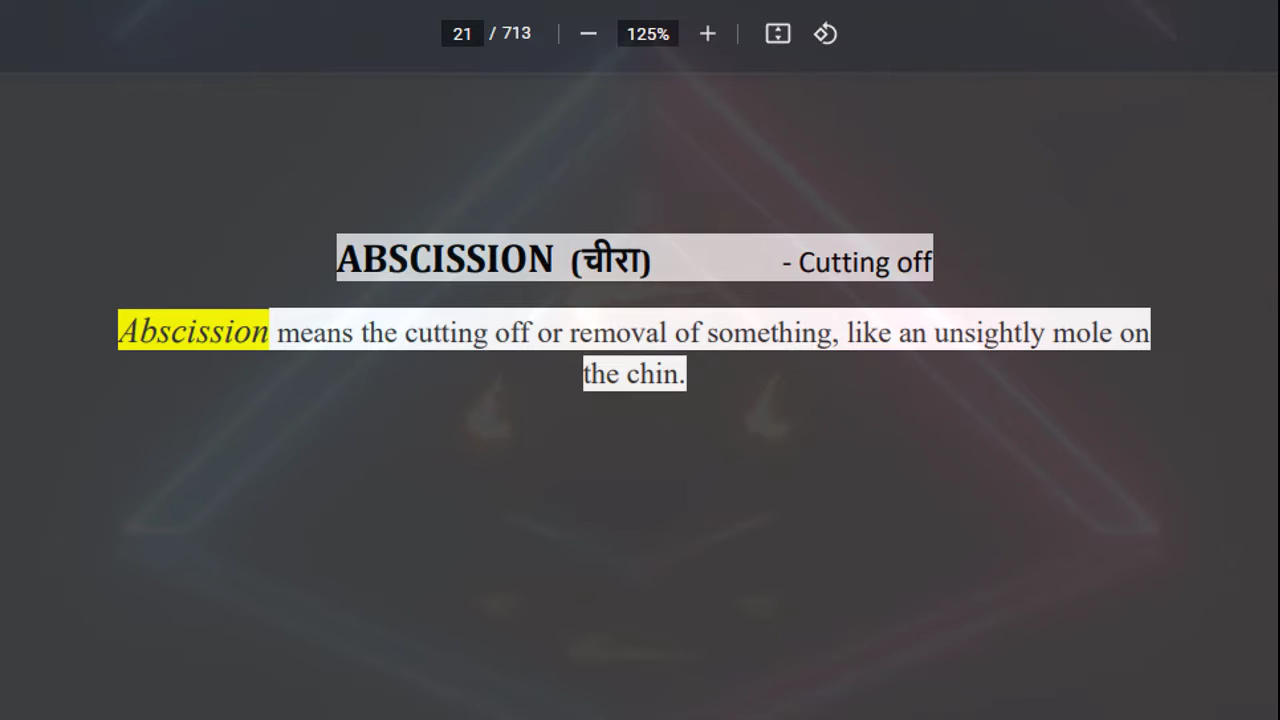 21 / 713 − 125% +
ABSCISSION (चीरा) - Cutting off
Abscission means the cutting off or removal of something, like an unsightly mole on
the chin.